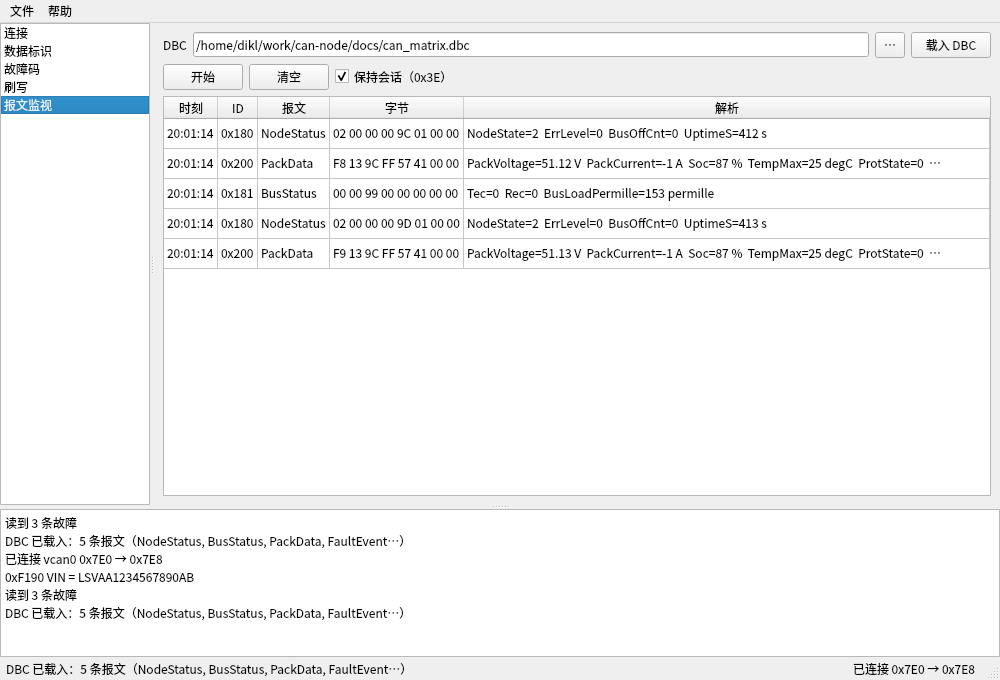 文件 帮助
连接
数据标识
故障码
刷写
报文监视
DBC /home/dikl/work/can-node/docs/can_matrix.dbc ··· 载入 DBC
开始 清空 保持会话（0x3E）
时刻 ID 报文 字节 解析
20:01:14 0x180 NodeStatus 02 00 00 00 9C 01 00 00 NodeState=2 ErrLevel=0 BusOffCnt=0 UptimeS=412 s
20:01:14 0x200 PackData F8 13 9C FF 57 41 00 00 PackVoltage=51.12 V PackCurrent=-1 A Soc=87 % TempMax=25 degC ProtState=0 ···
20:01:14 0x181 BusStatus 00 00 99 00 00 00 00 00 Tec=0 Rec=0 BusLoadPermille=153 permille
20:01:14 0x180 NodeStatus 02 00 00 00 9D 01 00 00 NodeState=2 ErrLevel=0 BusOffCnt=0 UptimeS=413 s
20:01:14 0x200 PackData F9 13 9C FF 57 41 00 00 PackVoltage=51.13 V PackCurrent=-1 A Soc=87 % TempMax=25 degC ProtState=0 ···
读到 3 条故障
DBC 已载入：5 条报文（NodeStatus, BusStatus, PackData, FaultEvent···）
已连接 vcan0 0x7E0 → 0x7E8
0xF190 VIN = LSVAA1234567890AB
读到 3 条故障
DBC 已载入：5 条报文（NodeStatus, BusStatus, PackData, FaultEvent···）
DBC 已载入：5 条报文（NodeStatus, BusStatus, PackData, FaultEvent···） 已连接 0x7E0 → 0x7E8